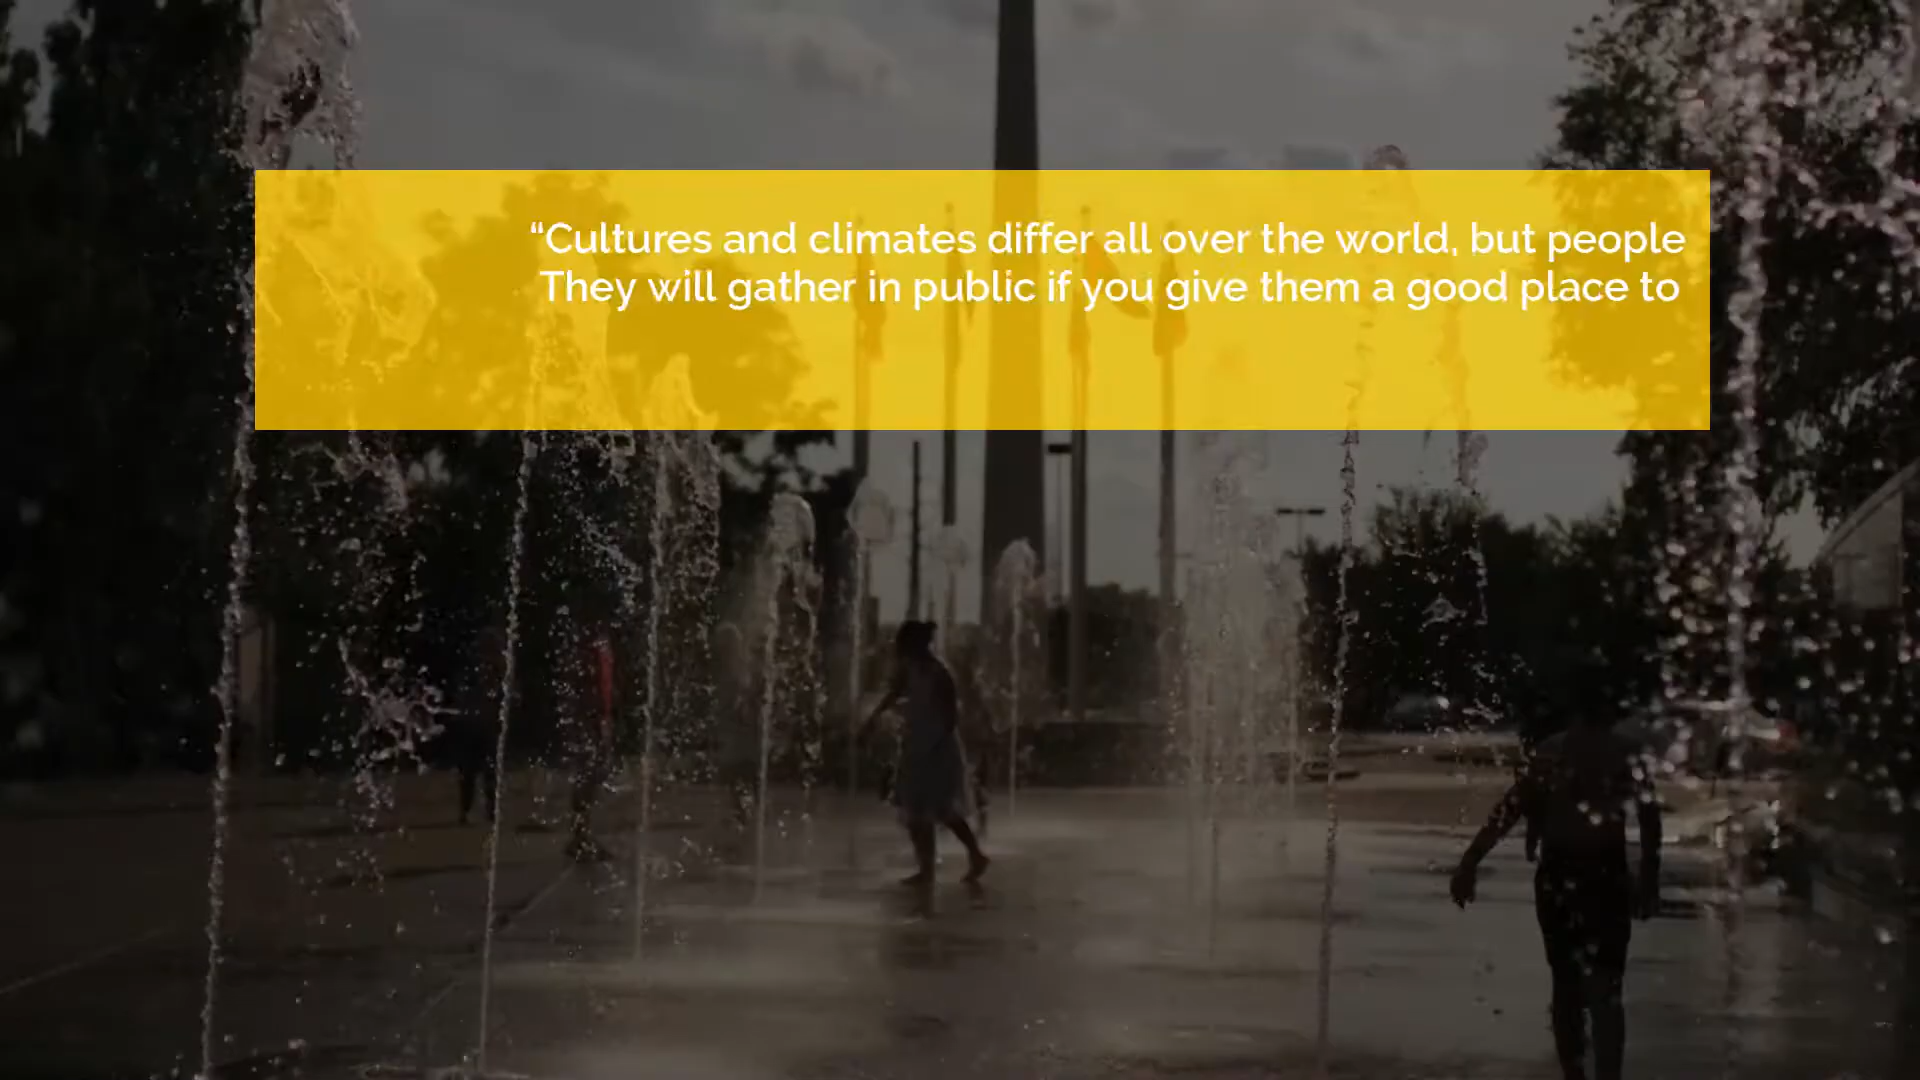 “Cultures and climates differ all over the world, but people
They will gather in public if you give them a good place to